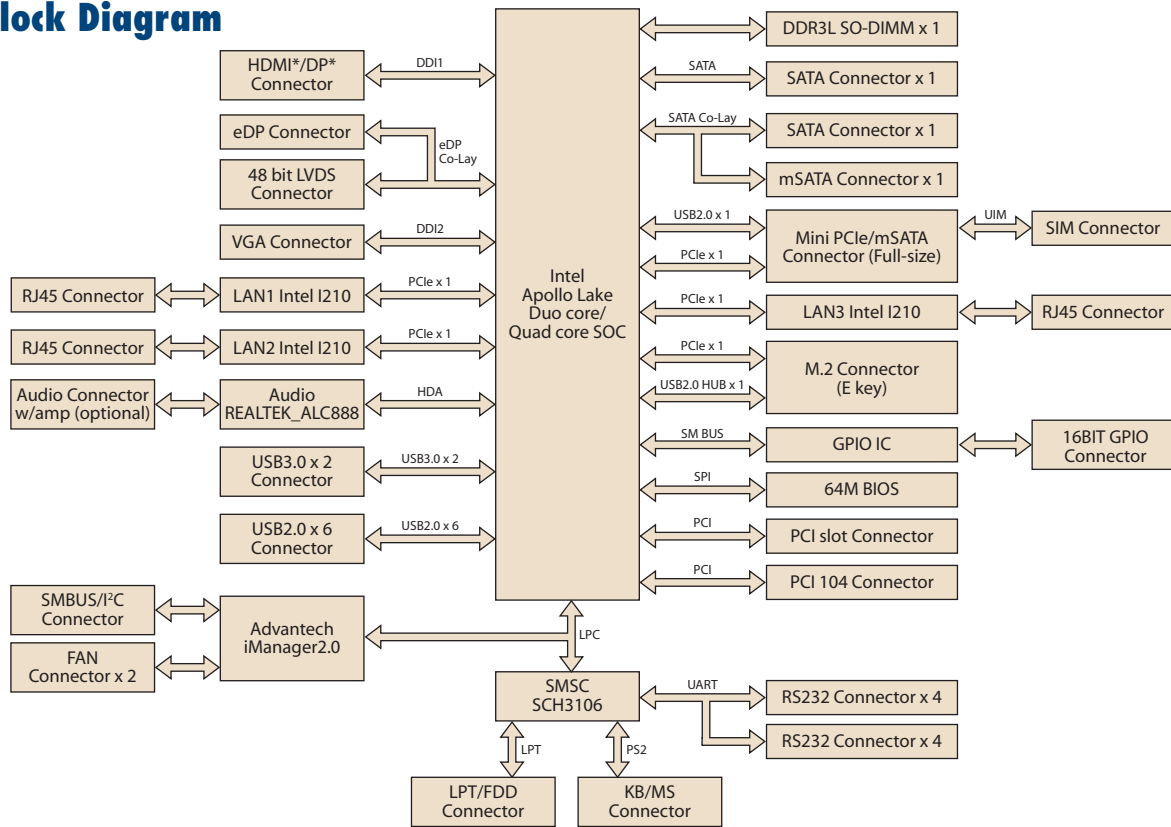 lock Diagram
HDMI*/DP*
Connector
DDI1
eDP Connector
eDP
Co-Lay
48 bit LVDS
Connector
VGA Connector
DDI2
RJ45 Connector
LAN1 Intel I210
PCIe x 1
RJ45 Connector
LAN2 Intel I210
PCIe x 1
Audio Connector
w/amp (optional)
Audio
REALTEK_ALC888
HDA
USB3.0 x 2
Connector
USB3.0 x 2
USB2.0 x 6
Connector
USB2.0 x 6
SMBUS/I²C
Connector
FAN
Connector x 2
Advantech
iManager2.0
Intel
Apollo Lake
Duo core/
Quad core SOC
DDR3L SO-DIMM x 1
SATA
SATA Connector x 1
SATA Co-Lay
SATA Connector x 1
mSATA Connector x 1
USB2.0 x 1
PCIe x 1
Mini PCIe/mSATA
Connector (Full-size)
UIM
SIM Connector
PCIe x 1
LAN3 Intel I210
RJ45 Connector
PCIe x 1
USB2.0 HUB x 1
M.2 Connector
(E key)
SM BUS
GPIO IC
16BIT GPIO
Connector
SPI
64M BIOS
PCI
PCI slot Connector
PCI
PCI 104 Connector
LPC
SMSC
SCH3106
UART
RS232 Connector x 4
RS232 Connector x 4
LPT
PS2
LPT/FDD
Connector
KB/MS
Connector